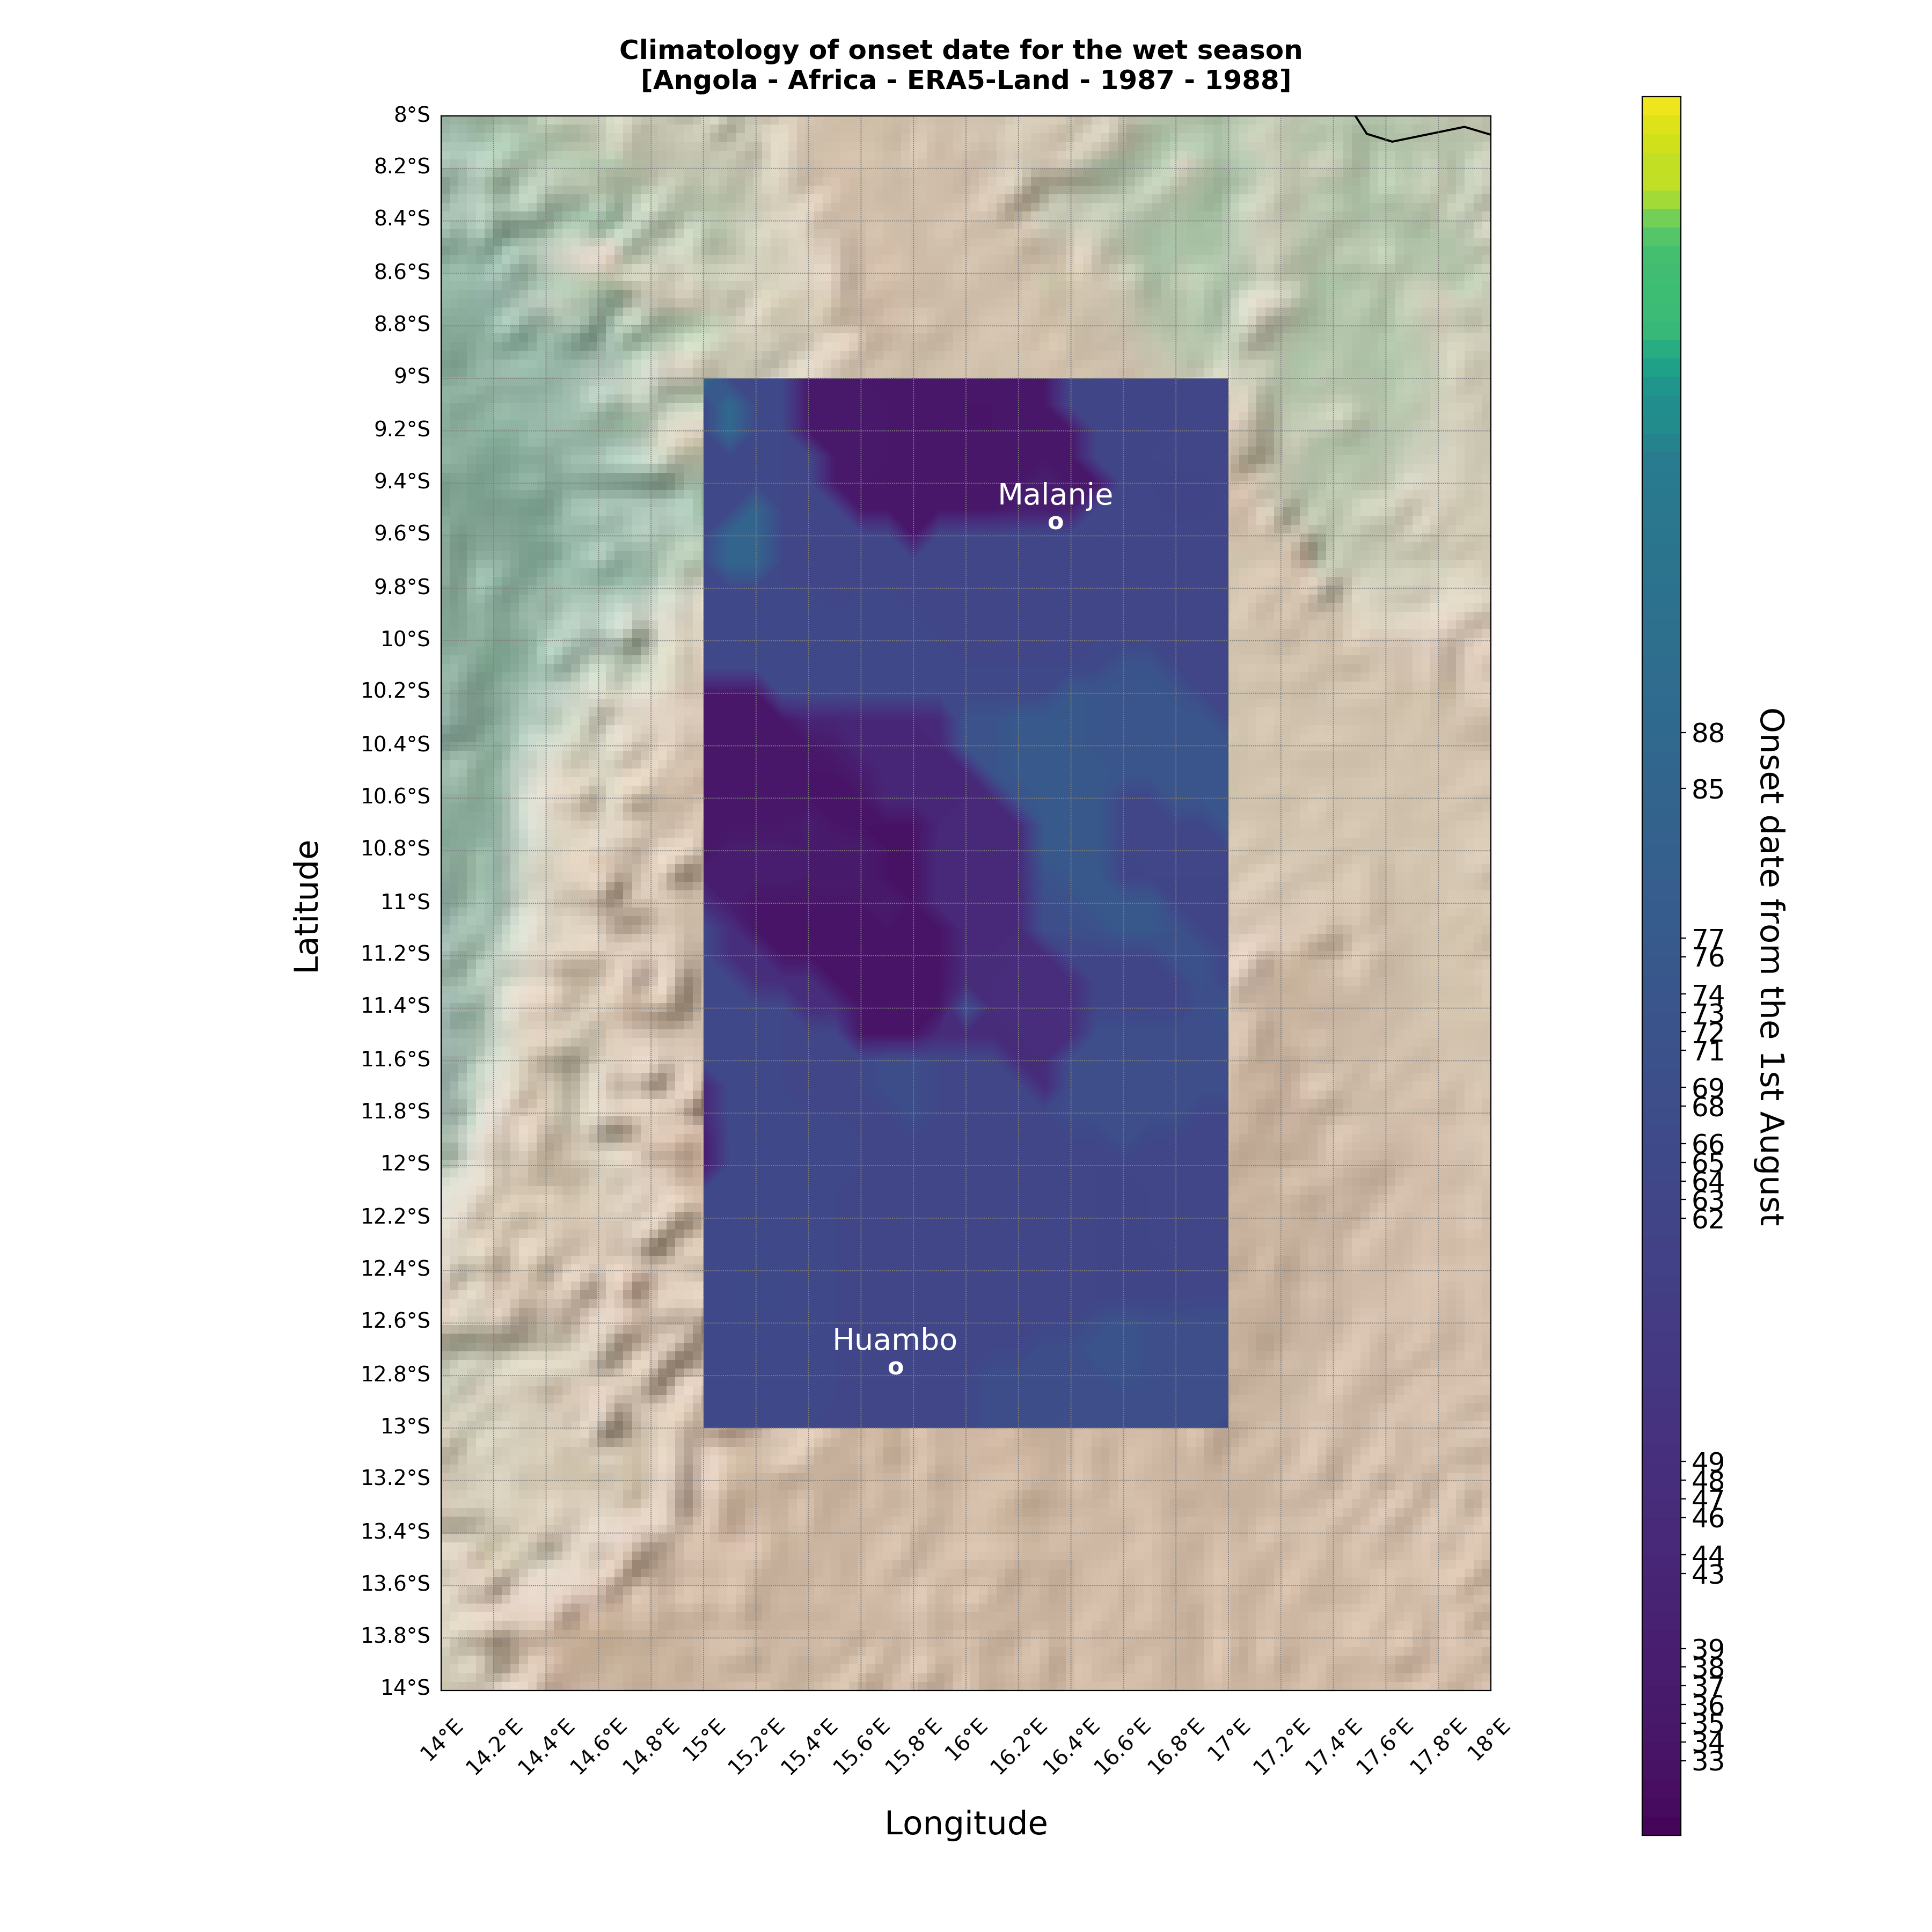 Climatology of onset date for the wet season
[Angola - Africa - ERA5-Land - 1987 - 1988]
8°S
8.2°S
8.4°S
8.6°S
8.8°S
9°S
9.2°S
9.4°S
9.6°S
9.8°S
10°S
10.2°S
10.4°S
10.6°S
10.8°S
11°S
11.2°S
11.4°S
11.6°S
11.8°S
12°S
12.2°S
12.4°S
12.6°S
12.8°S
13°S
13.2°S
13.4°S
13.6°S
13.8°S
14°S
Latitude
Malanje
Huambo
14°E
14.2°E
14.4°E
14.6°E
14.8°E
15°E
15.2°E
15.4°E
15.6°E
15.8°E
16°E
16.2°E
16.4°E
16.6°E
16.8°E
17°E
17.2°E
17.4°E
17.6°E
17.8°E
18°E
Longitude
88
85
77
76
74
73
72
71
69
68
66
65
64
63
62
49
48
47
46
44
43
39
38
37
36
35
34
33
Onset date from the 1st August